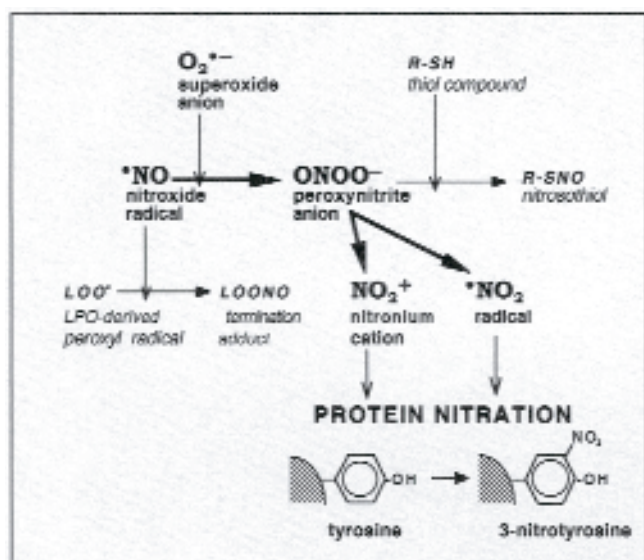 O₂•−
superoxide
anion
R-SH
thiol compound
•NO
nitroxide
radical
ONOO−
peroxynitrite
anion
R-SNO
nitrosothiol
LOO•
LPO-derived
peroxyl radical
LOONO
termination
adduct
NO₂+
nitronium
cation
•NO₂
radical
PROTEIN NITRATION
OH
tyrosine
NO₂
OH
3-nitrotyrosine